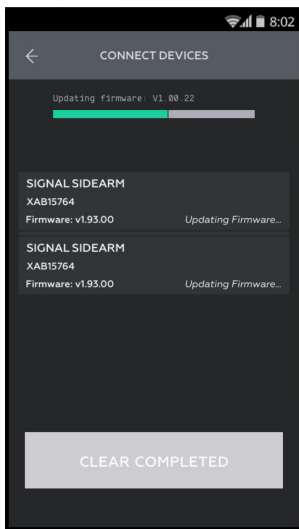 8:02
CONNECT DEVICES
Updating firmware: V1.00.22
SIGNAL SIDEARM
XAB15764
Firmware: v1.93.00 Updating Firmware...
SIGNAL SIDEARM
XAB15764
Firmware: v1.93.00 Updating Firmware...
CLEAR COMPLETED